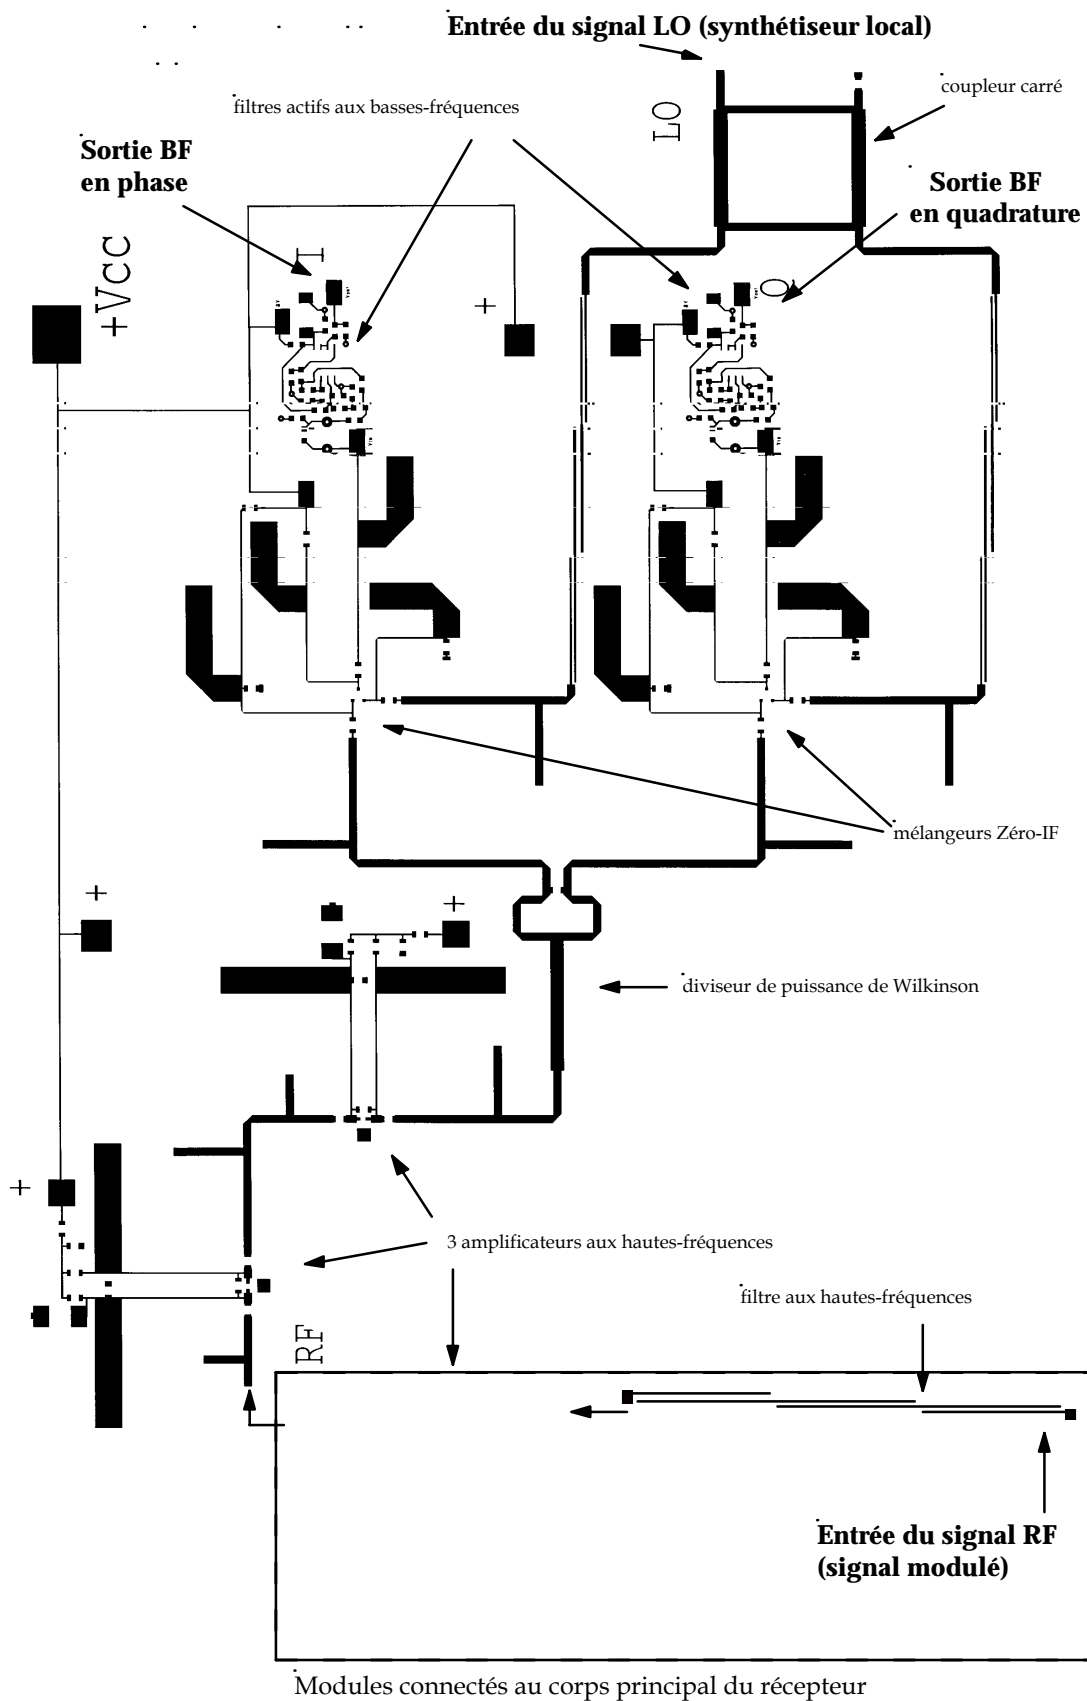 Entrée du signal LO (synthétiseur local)
coupleur carré
filtres actifs aux basses-fréquences
LO
Sortie BF
en phase
Sortie BF
en quadrature
I
Q
+Vcc
+
+
+
+
mélangeurs Zéro-IF
diviseur de puissance de Wilkinson
3 amplificateurs aux hautes-fréquences
filtre aux hautes-fréquences
RF
Entrée du signal RF
(signal modulé)
Modules connectés au corps principal du récepteur